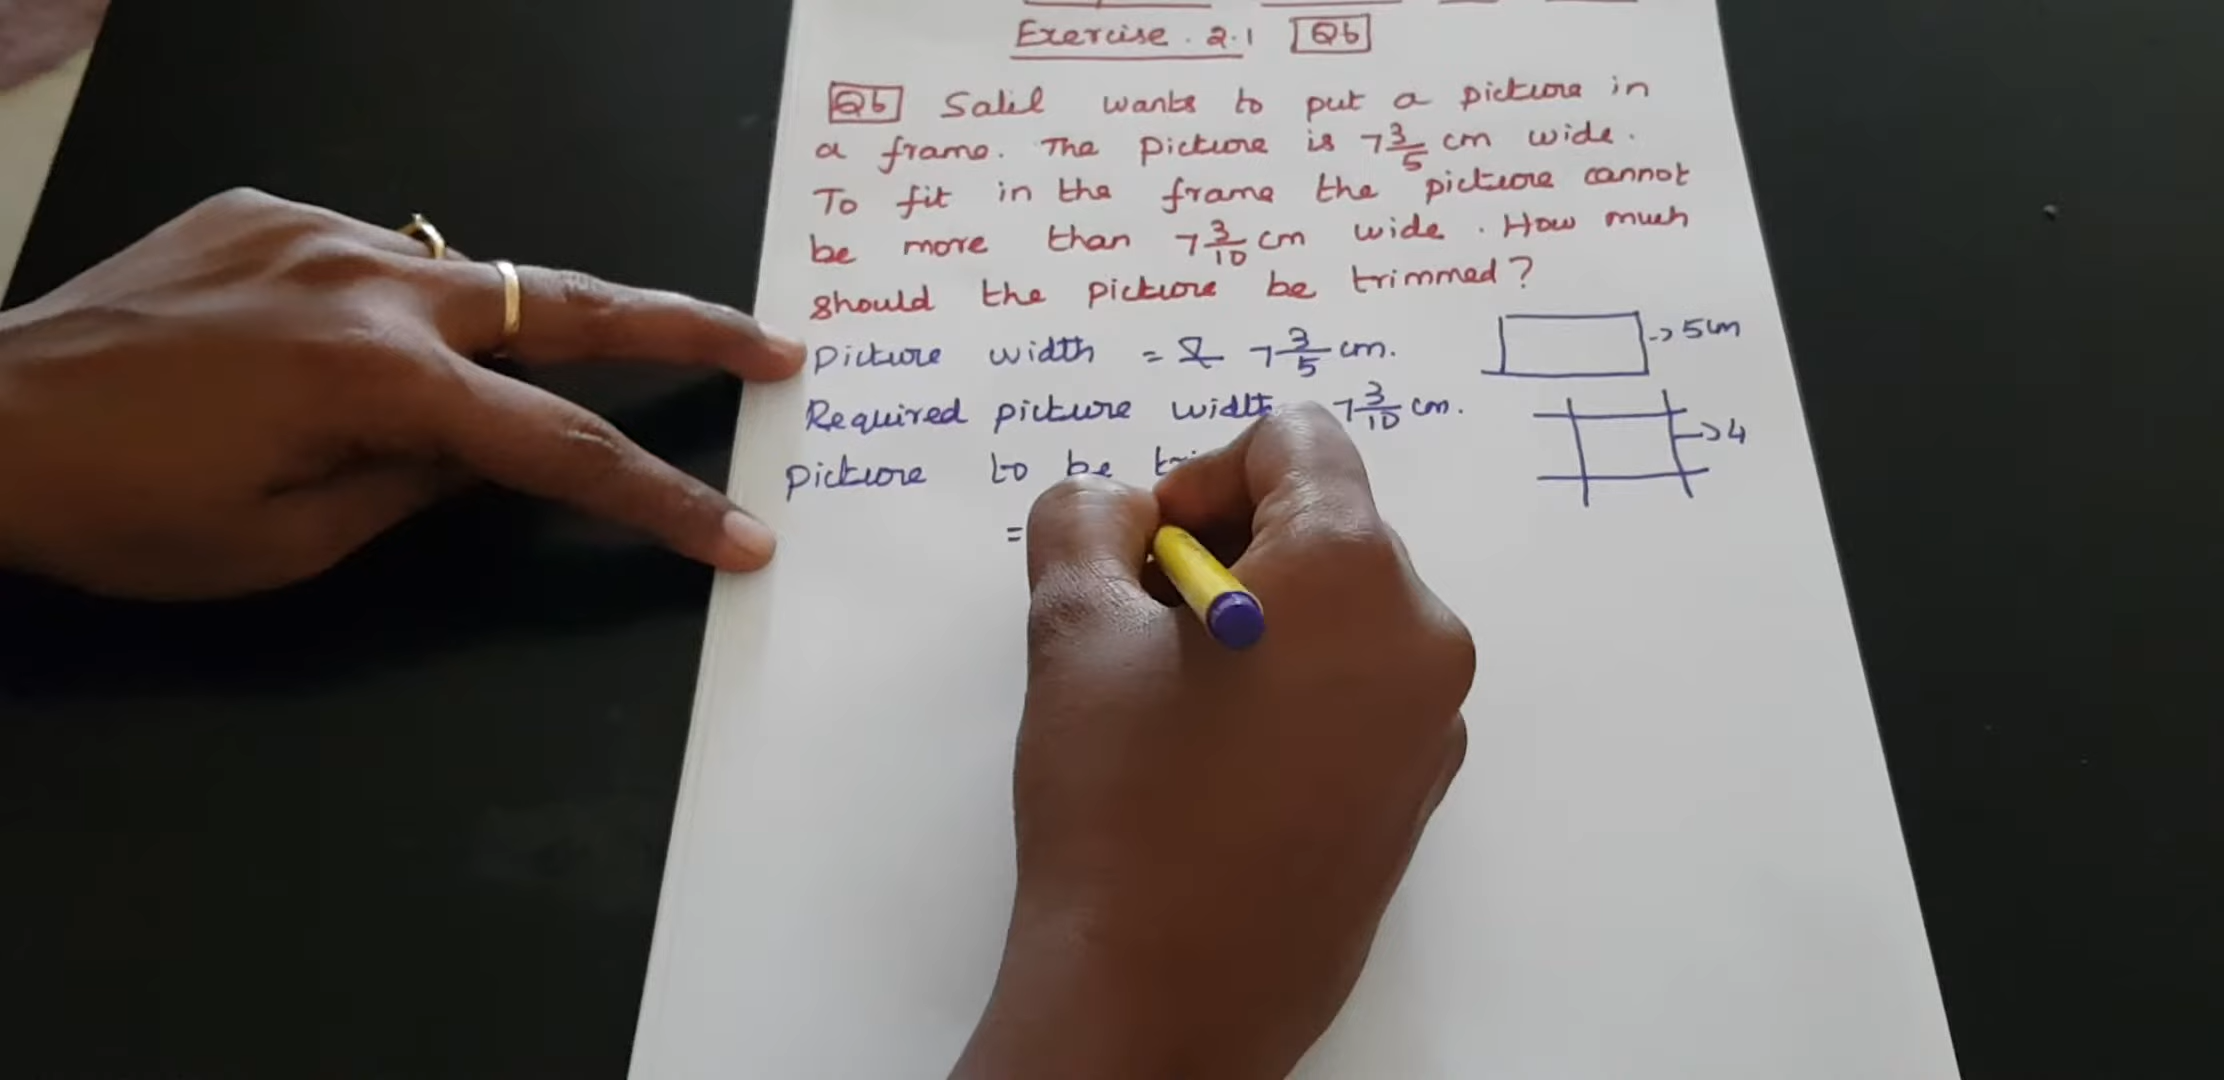 Exercise. 2.1 Q6
Q6 Salil wants to put a picture in
a frame. The picture is 7 3/5 cm wide.
To fit in the frame the picture cannot
be more than 7 3/10 cm wide. How much
should the picture be trimmed?
Picture width = 7 3/5 cm.
-> 5cm
Required picture width 7 3/10 cm.
-> 4
Picture to be
=